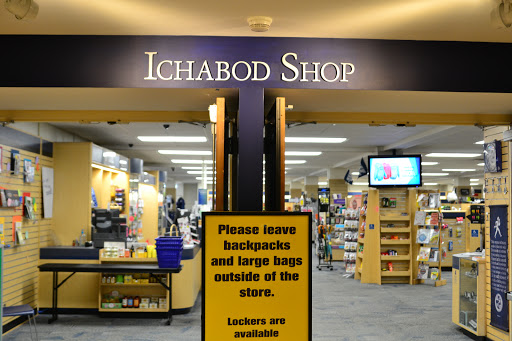 ICHABOD SHOP
Please leave
backpacks
and large bags
outside of the
store.
Lockers are
available